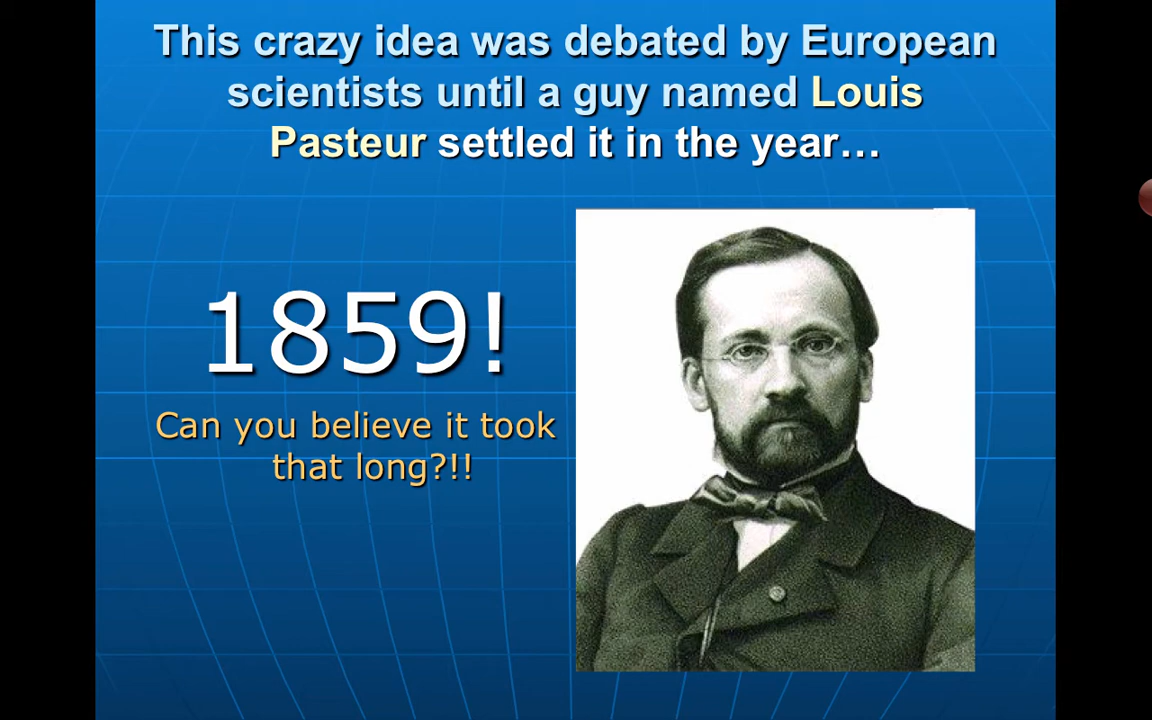 This crazy idea was debated by European
scientists until a guy named Louis
Pasteur settled it in the year…
1859!
Can you believe it took
that long?!!